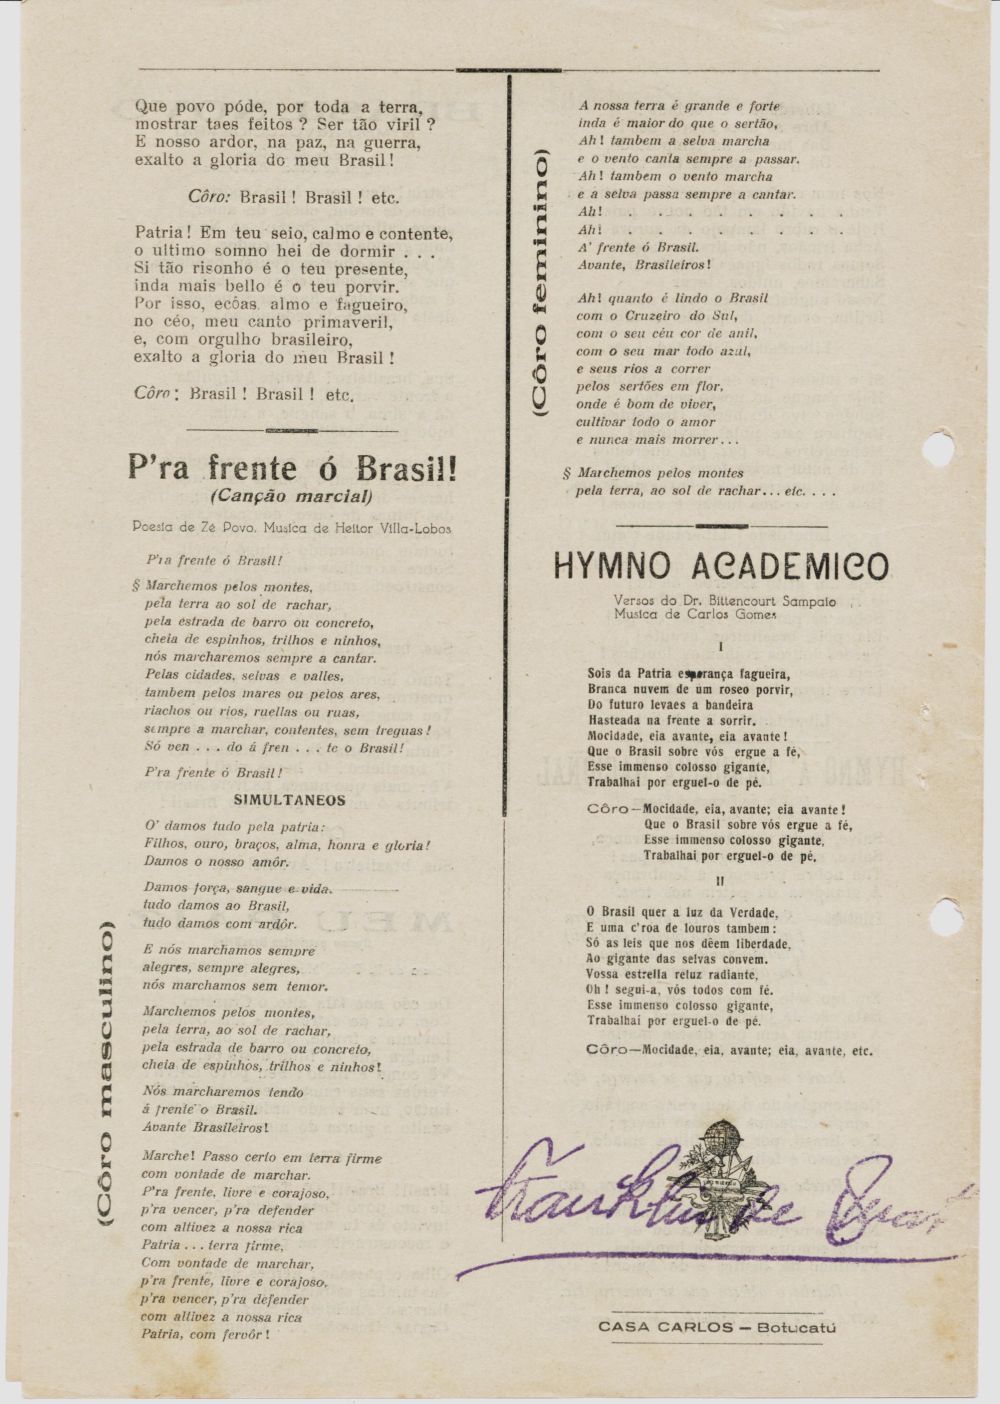 Que povo póde, por toda a terra,
mostrar taes feitos ? Ser tão viril ?
E nosso ardor, na paz, na guerra,
exalto a gloria do meu Brasil !
Côro: Brasil ! Brasil ! etc.
Patria ! Em teu seio, calmo e contente,
o ultimo somno hei de dormir . . .
Si tão risonho é o teu presente,
inda mais bello é o teu porvir.
Por isso, ecôas, almo e fagueiro,
no céo, meu canto primaveril,
e, com orgulho brasileiro,
exalto a gloria do meu Brasil !
Côro : Brasil ! Brasil ! etc.
P'ra frente ó Brasil!
(Canção marcial)
Poesia de Zé Povo. Musica de Heitor Villa-Lobos
P'ra frente ó Brasil!
§ Marchemos pelos montes,
pela terra ao sol de rachar,
pela estrada de barro ou concreto,
cheia de espinhos, trilhos e ninhos,
nós marcharemos sempre a cantar.
Pelas cidades, selvas e valles,
tambem pelos mares ou pelos ares,
riachos ou rios, ruellas ou ruas,
sempre a marchar, contentes, sem treguas !
Só ven . . . do á fren . . . te o Brasil!
P'ra frente ó Brasil!
SIMULTANEOS
(Côro masculino)
O' damos tudo pela patria:
Filhos, ouro, braços, alma, honra e gloria!
Damos o nosso amôr.
Damos força, sangue e vida.
tudo damos ao Brasil,
tudo damos com ardôr.
E nós marchamos sempre
alegres, sempre alegres,
nós marchamos sem temor.
Marchemos pelos montes,
pela terra, ao sol de rachar,
pela estrada de barro ou concreto,
cheia de espinhos, trilhos e ninhos!
Nós marcharemos tendo
á frente o Brasil.
Avante Brasileiros!
Marche! Passo certo em terra firme
com vontade de marchar.
P'ra frente, livre e corajoso,
p'ra vencer, p'ra defender
com altivez a nossa rica
Patria . . . terra firme,
Com vontade de marchar,
p'ra frente, livre e corajoso,
p'ra vencer, p'ra defender
com altivez a nossa rica
Patria, com fervôr !
(Côro feminino)
A nossa terra é grande e forte
inda é maior do que o sertão,
Ah! tambem a selva marcha
e o vento canta sempre a passar.
Ah! tambem o vento marcha
e a selva passa sempre a cantar.
Ah! . . . . . . . .
Ah! . . . . . . . .
A' frente ó Brasil.
Avante, Brasileiros!
Ah! quanto é lindo o Brasil
com o Cruzeiro do Sul,
com o seu céu cor de anil,
com o seu mar todo azul,
e seus rios a correr
pelos sertões em flor,
onde é bom de viver,
cultivar todo o amor
e nunca mais morrer . . .
§ Marchemos pelos montes
pela terra, ao sol de rachar . . . etc. . . .
HYMNO ACADEMICO
Versos do Dr. Bittencourt Sampaio
Musica de Carlos Gomes
I
Sois da Patria esperança fagueira,
Branca nuvem de um roseo porvir,
Do futuro levaes a bandeira
Hasteada na frente a sorrir.
Mocidade, eia avante, eia avante !
Que o Brasil sobre vós ergue a fé,
Esse immenso colosso gigante,
Trabalhai por erguel-o de pé.
Côro—Mocidade, eia, avante; eia avante !
Que o Brasil sobre vós ergue a fé,
Esse immenso colosso gigante,
Trabalhai por erguel-o de pé,
II
O Brasil quer a luz da Verdade,
E uma c'roa de louros tambem :
Só as leis que nos dêem liberdade,
Ao gigante das selvas convem.
Vossa estrella reluz radiante,
Oh ! segui-a, vós todos com fé.
Esse immenso colosso gigante,
Trabalhai por erguel-o de pé.
Côro—Mocidade, eia, avante; eia, avante, etc.
Franklin de
CASA CARLOS — Botucatú